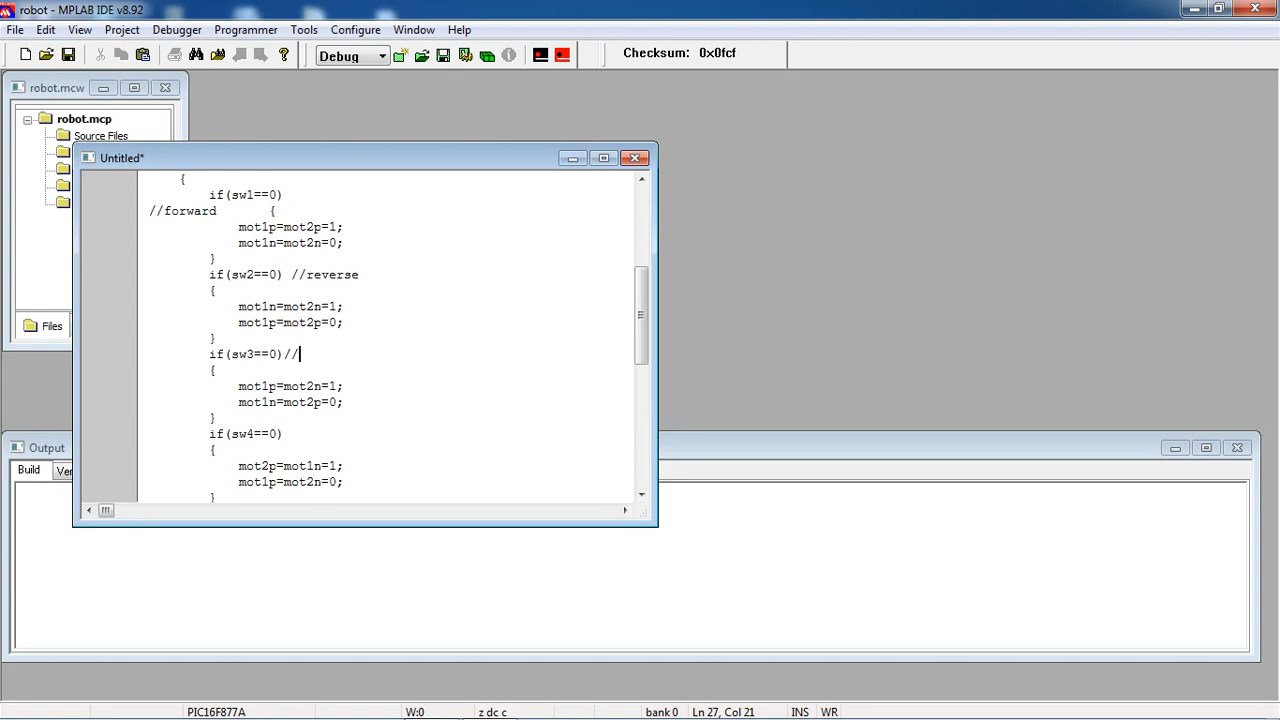 robot - MPLAB IDE v8.92
File Edit View Project Debugger Programmer Tools Configure Window Help
Debug
Checksum: 0x0fcf
robot.mcw
robot.mcp
Source Files
Files
Untitled*
{
if(sw1==0)
//forward {
mot1p=mot2p=1;
mot1n=mot2n=0;
}
if(sw2==0) //reverse
{
mot1n=mot2n=1;
mot1p=mot2p=0;
}
if(sw3==0)//
{
mot1p=mot2n=1;
mot1n=mot2p=0;
}
if(sw4==0)
{
mot2p=mot1n=1;
mot1p=mot2n=0;
}
Output
Build Ver
PIC16F877A W:0 z dc c bank 0 Ln 27, Col 21 INS WR